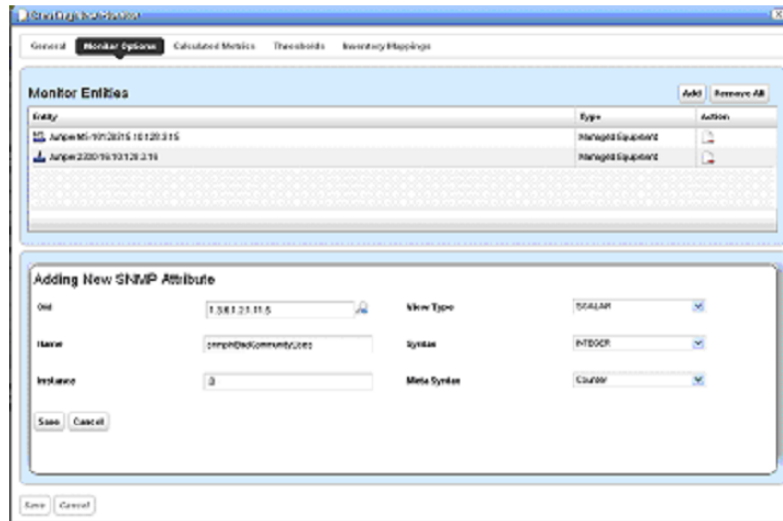 General Monitor Options Calculated Metrics Thresholds Inventory Mappings
Monitor Entities Add Remove All
Entity Type Action
Managed Equipment
Managed Equipment
Adding New SNMP Attribute
Oid View Type SCALAR
Name Syntax INTEGER
Instance Meta Syntax Counter
Save Cancel
Save Cancel